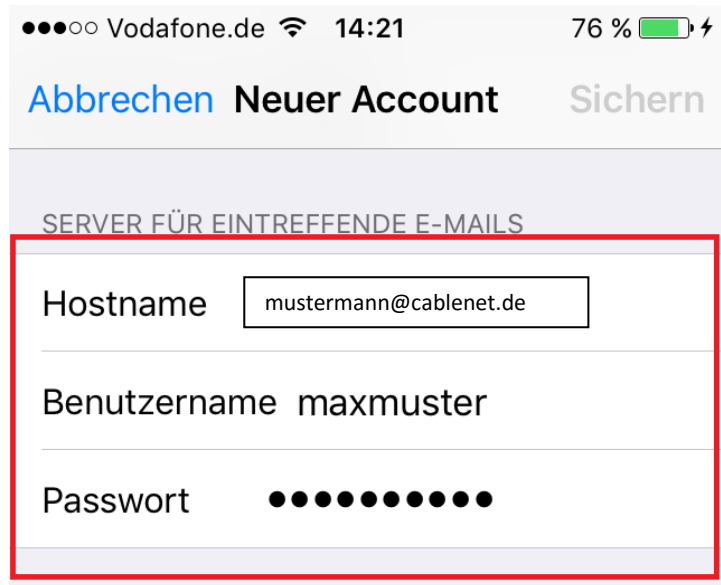 ●●●○○ Vodafone.de 14:21 76 %
Abbrechen Neuer Account Sichern
SERVER FÜR EINTREFFENDE E-MAILS
Hostname mustermann@cablenet.de
Benutzername maxmuster
Passwort ●●●●●●●●●●